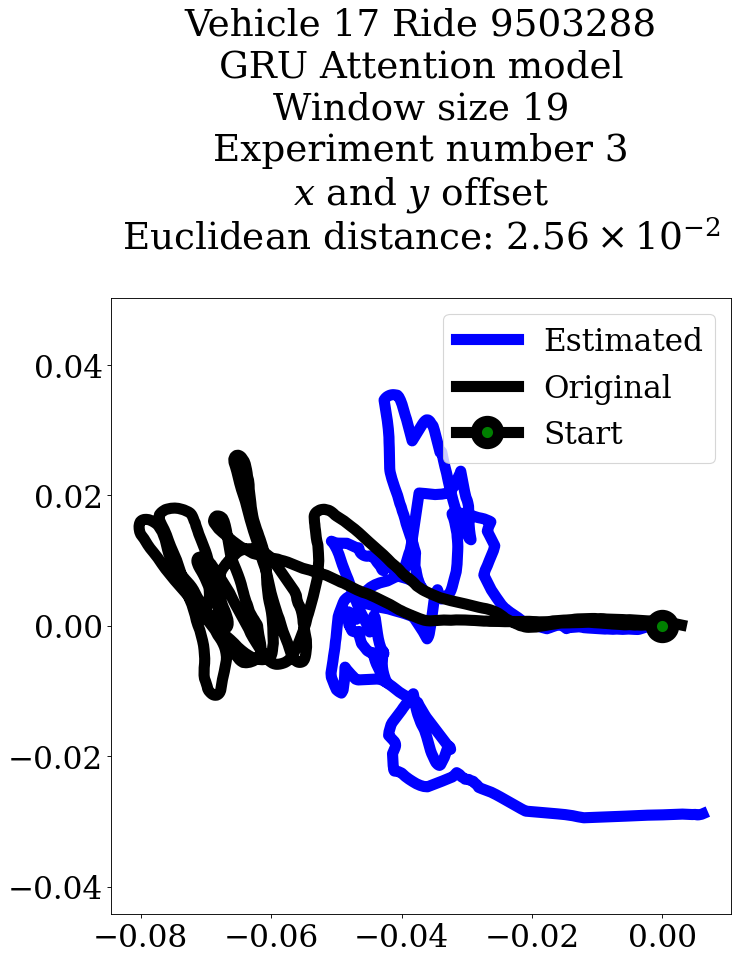 Vehicle 17 Ride 9503288
GRU Attention model
Window size 19
Experiment number 3
x and y offset
Euclidean distance: 2.56 × 10⁻²
Estimated
Original
Start
0.04
0.02
0.00
−0.02
−0.04
−0.08 −0.06 −0.04 −0.02 0.00